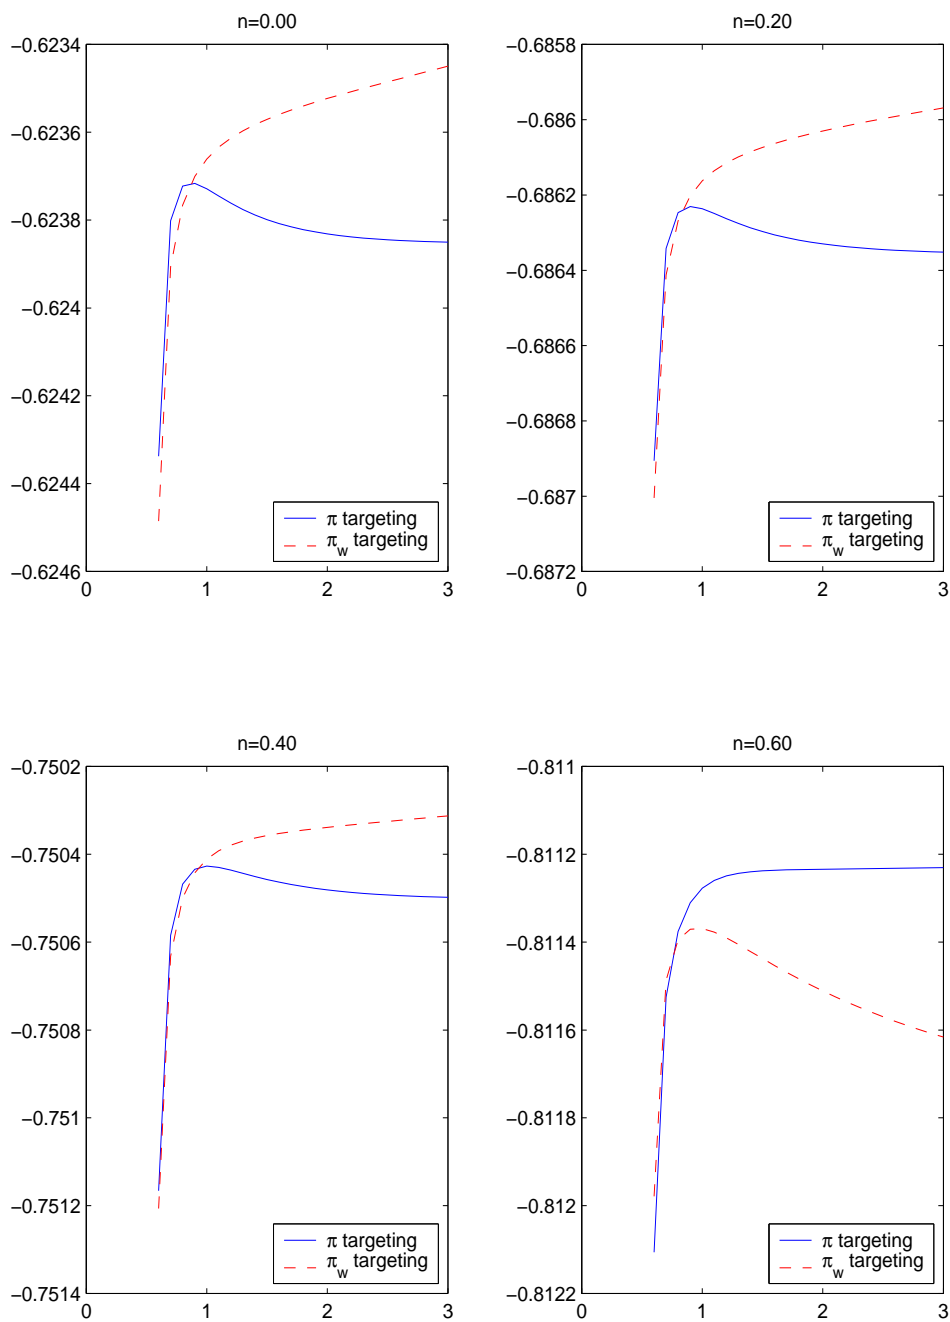 n=0.00
−0.6234
−0.6236
−0.6238
−0.624
−0.6242
−0.6244
−0.6246
0 1 2 3
π targeting
π_w targeting
n=0.20
−0.6858
−0.686
−0.6862
−0.6864
−0.6866
−0.6868
−0.687
−0.6872
0 1 2 3
π targeting
π_w targeting
n=0.40
−0.7502
−0.7504
−0.7506
−0.7508
−0.751
−0.7512
−0.7514
0 1 2 3
π targeting
π_w targeting
n=0.60
−0.811
−0.8112
−0.8114
−0.8116
−0.8118
−0.812
−0.8122
0 1 2 3
π targeting
π_w targeting